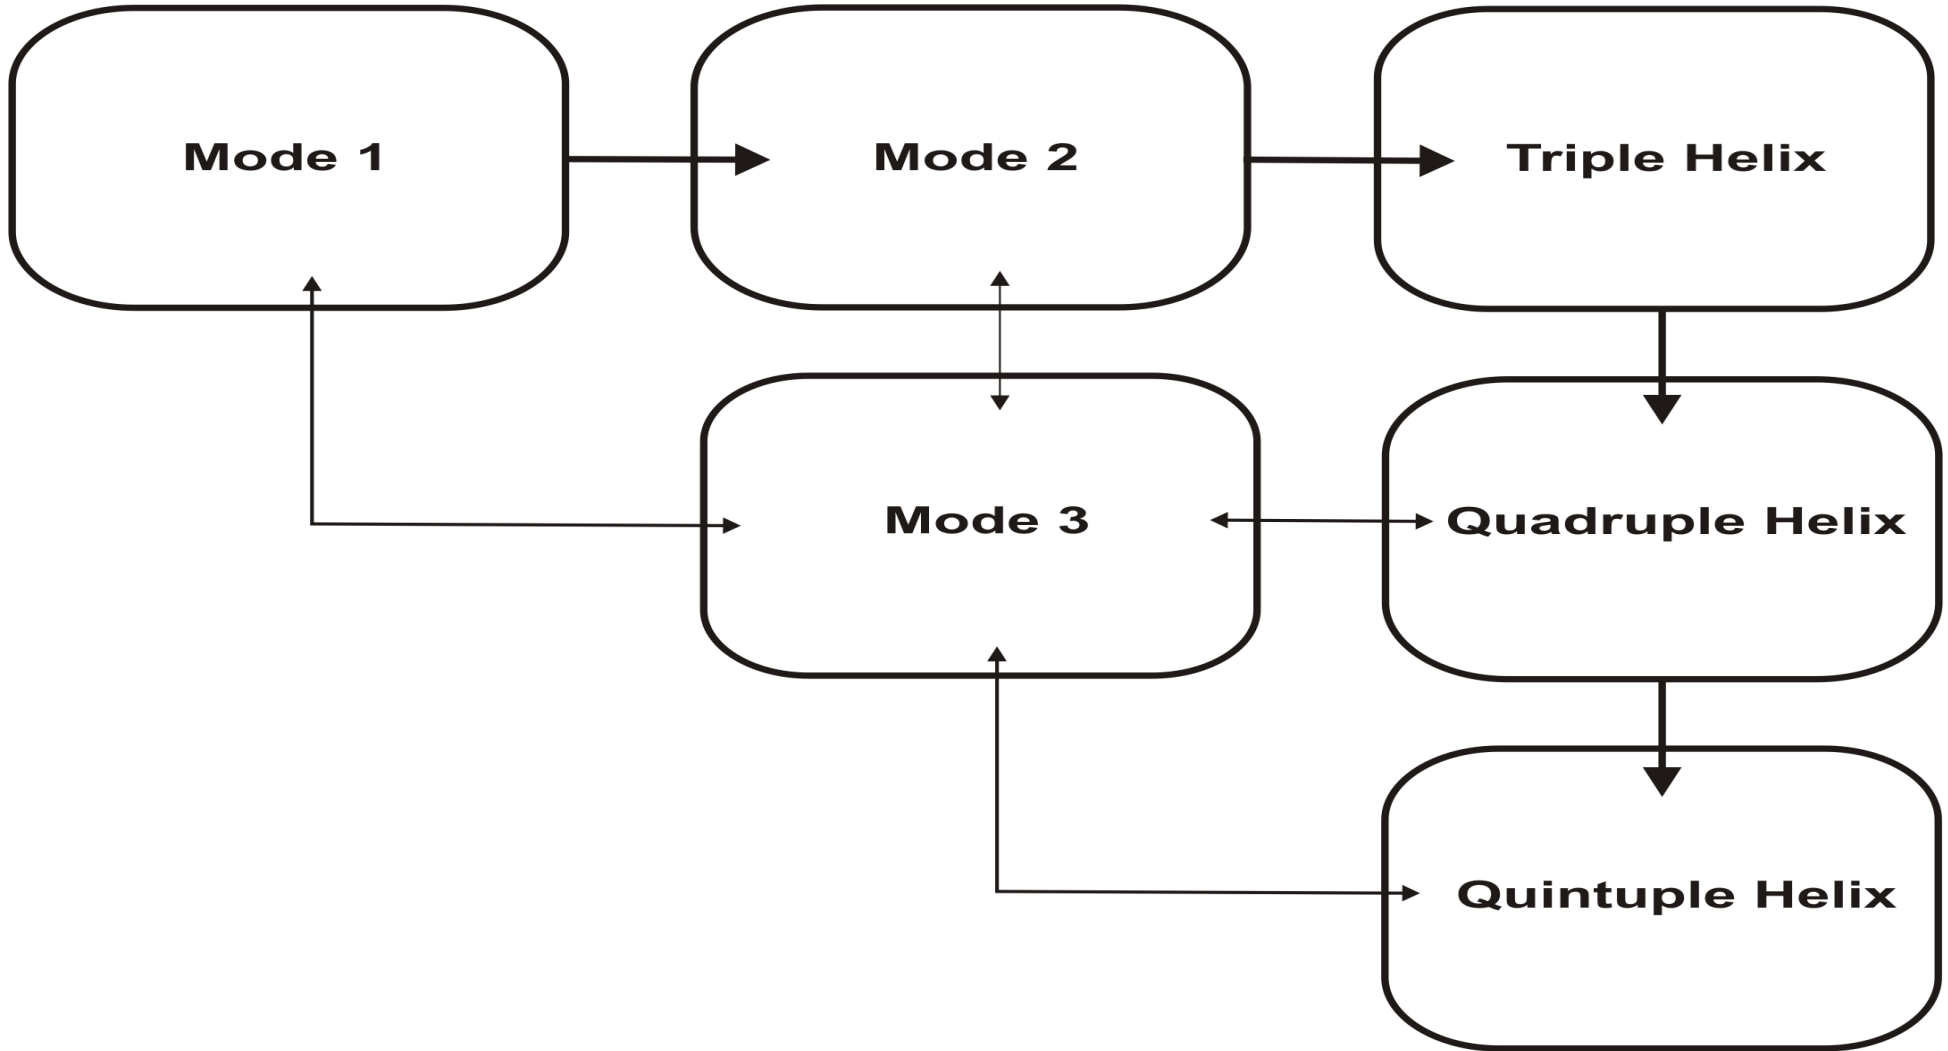 Mode 1
Mode 2
Triple Helix
Mode 3
Quadruple Helix
Quintuple Helix